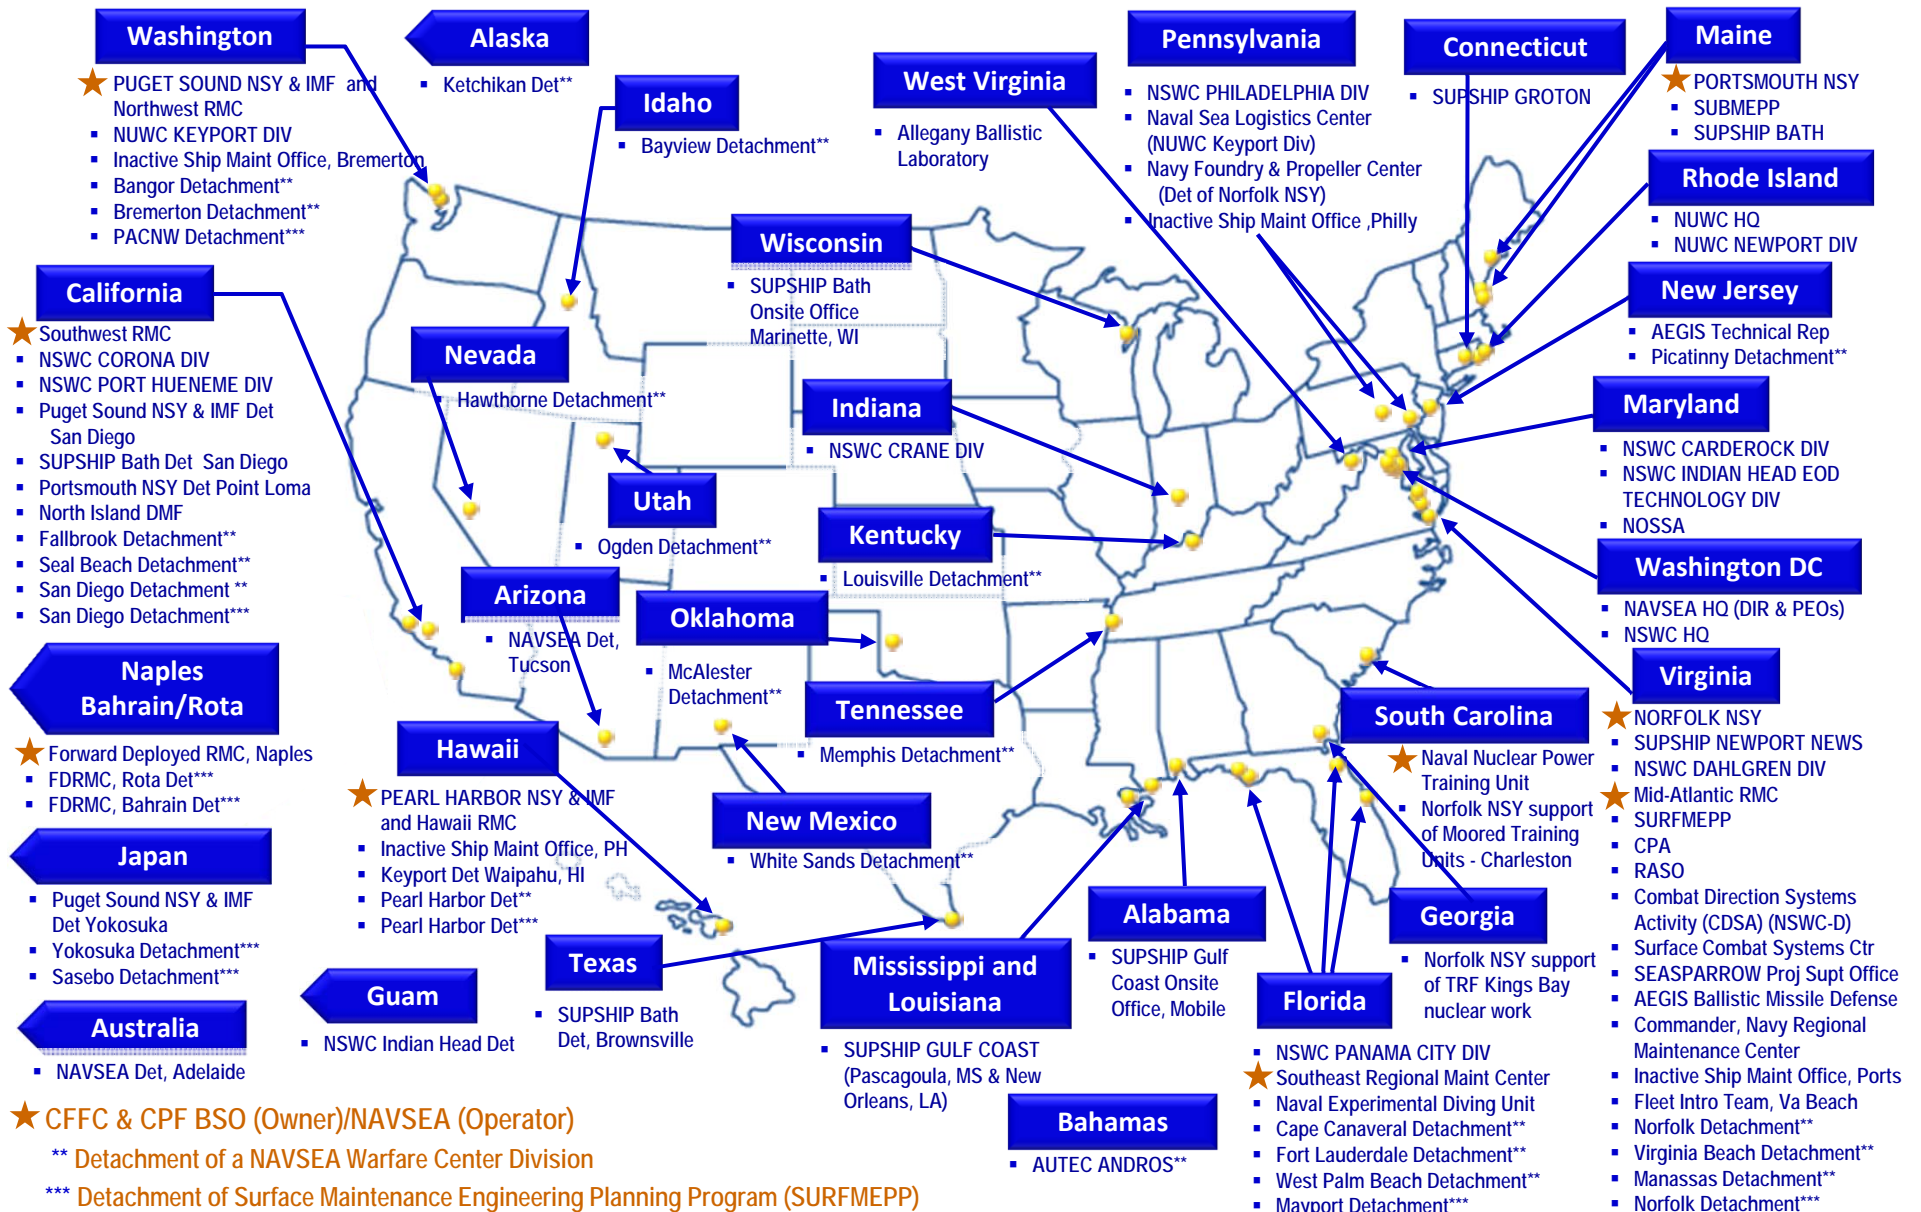 Washington
PUGET SOUND NSY & IMF and
Northwest RMC
NUWC KEYPORT DIV
Inactive Ship Maint Office, Bremerton
Bangor Detachment**
Bremerton Detachment**
PACNW Detachment***
Alaska
Ketchikan Det**
Idaho
Bayview Detachment**
West Virginia
Allegany Ballistic
Laboratory
Pennsylvania
NSWC PHILADELPHIA DIV
Naval Sea Logistics Center
(NUWC Keyport Div)
Navy Foundry & Propeller Center
(Det of Norfolk NSY)
Inactive Ship Maint Office ,Philly
Connecticut
SUPSHIP GROTON
Maine
PORTSMOUTH NSY
SUBMEPP
SUPSHIP BATH
Rhode Island
NUWC HQ
NUWC NEWPORT DIV
New Jersey
AEGIS Technical Rep
Picatinny Detachment**
Maryland
NSWC CARDEROCK DIV
NSWC INDIAN HEAD EOD
TECHNOLOGY DIV
NOSSA
Washington DC
NAVSEA HQ (DIR & PEOs)
NSWC HQ
Virginia
NORFOLK NSY
SUPSHIP NEWPORT NEWS
NSWC DAHLGREN DIV
Mid-Atlantic RMC
SURFMEPP
CPA
RASO
Combat Direction Systems
Activity (CDSA) (NSWC-D)
Surface Combat Systems Ctr
SEASPARROW Proj Supt Office
AEGIS Ballistic Missile Defense
Commander, Navy Regional
Maintenance Center
Inactive Ship Maint Office, Ports
Fleet Intro Team, Va Beach
Norfolk Detachment**
Virginia Beach Detachment**
Manassas Detachment**
Norfolk Detachment***
California
Southwest RMC
NSWC CORONA DIV
NSWC PORT HUENEME DIV
Puget Sound NSY & IMF Det
San Diego
SUPSHIP Bath Det San Diego
Portsmouth NSY Det Point Loma
North Island DMF
Fallbrook Detachment**
Seal Beach Detachment**
San Diego Detachment **
San Diego Detachment***
Nevada
Hawthorne Detachment**
Wisconsin
SUPSHIP Bath
Onsite Office
Marinette, WI
Indiana
NSWC CRANE DIV
Utah
Ogden Detachment**
Kentucky
Louisville Detachment**
Arizona
NAVSEA Det,
Tucson
Oklahoma
McAlester
Detachment**
Tennessee
Memphis Detachment**
South Carolina
Naval Nuclear Power
Training Unit
Norfolk NSY support
of Moored Training
Units - Charleston
Naples
Bahrain/Rota
Forward Deployed RMC, Naples
FDRMC, Rota Det***
FDRMC, Bahrain Det***
Hawaii
PEARL HARBOR NSY & IMF
and Hawaii RMC
Inactive Ship Maint Office, PH
Keyport Det Waipahu, HI
Pearl Harbor Det**
Pearl Harbor Det***
New Mexico
White Sands Detachment**
Japan
Puget Sound NSY & IMF
Det Yokosuka
Yokosuka Detachment***
Sasebo Detachment***
Australia
NAVSEA Det, Adelaide
Guam
NSWC Indian Head Det
Texas
SUPSHIP Bath
Det, Brownsville
Mississippi and
Louisiana
SUPSHIP GULF COAST
(Pascagoula, MS & New
Orleans, LA)
Alabama
SUPSHIP Gulf
Coast Onsite
Office, Mobile
Georgia
Norfolk NSY support
of TRF Kings Bay
nuclear work
Florida
NSWC PANAMA CITY DIV
Southeast Regional Maint Center
Naval Experimental Diving Unit
Cape Canaveral Detachment**
Fort Lauderdale Detachment**
West Palm Beach Detachment**
Mayport Detachment***
Bahamas
AUTEC ANDROS**
CFFC & CPF BSO (Owner)/NAVSEA (Operator)
** Detachment of a NAVSEA Warfare Center Division
*** Detachment of Surface Maintenance Engineering Planning Program (SURFMEPP)